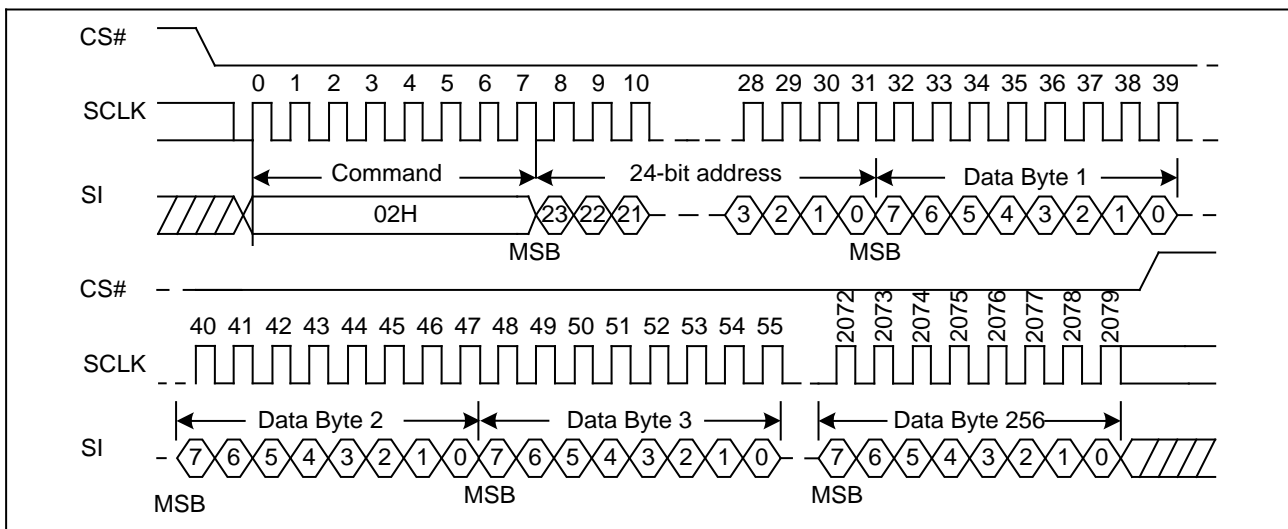 CS#
0 1 2 3 4 5 6 7 8 9 10 28 29 30 31 32 33 34 35 36 37 38 39
SCLK
Command 24-bit address Data Byte 1
SI
02H 23 22 21 3 2 1 0 7 6 5 4 3 2 1 0
MSB MSB
CS#
40 41 42 43 44 45 46 47 48 49 50 51 52 53 54 55 2072 2073 2074 2075 2076 2077 2078 2079
SCLK
Data Byte 2 Data Byte 3 Data Byte 256
SI
7 6 5 4 3 2 1 0 7 6 5 4 3 2 1 0 7 6 5 4 3 2 1 0
MSB MSB MSB